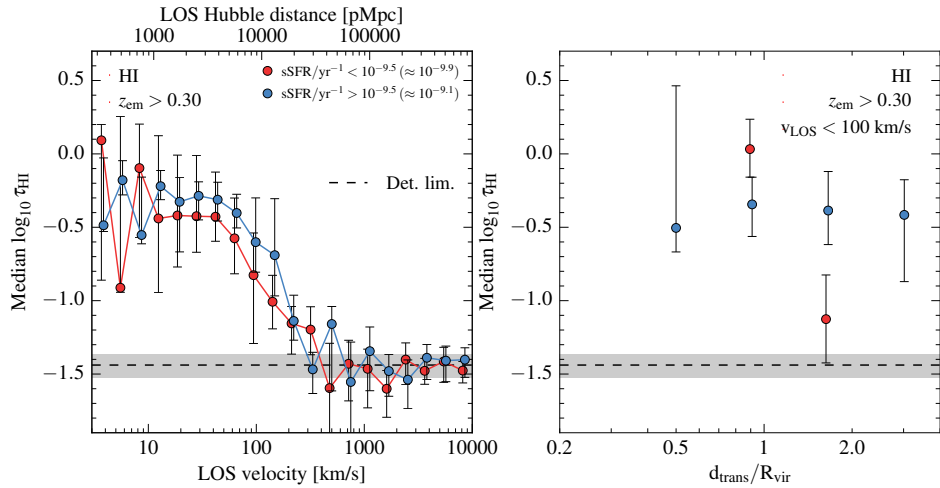 LOS Hubble distance [pMpc]
1000 10000 100000
HI
z_em > 0.30
sSFR/yr⁻¹ < 10⁻⁹·⁵ (≈ 10⁻⁹·⁹)
sSFR/yr⁻¹ > 10⁻⁹·⁵ (≈ 10⁻⁹·¹)
Det. lim.
Median log₁₀ τ_HI
0.5
0.0
−0.5
−1.0
−1.5
10 100 1000 10000
LOS velocity [km/s]
HI
z_em > 0.30
v_LOS < 100 km/s
Median log₁₀ τ_HI
0.5
0.0
−0.5
−1.0
−1.5
0.2 0.5 1 2.0
d_trans/R_vir